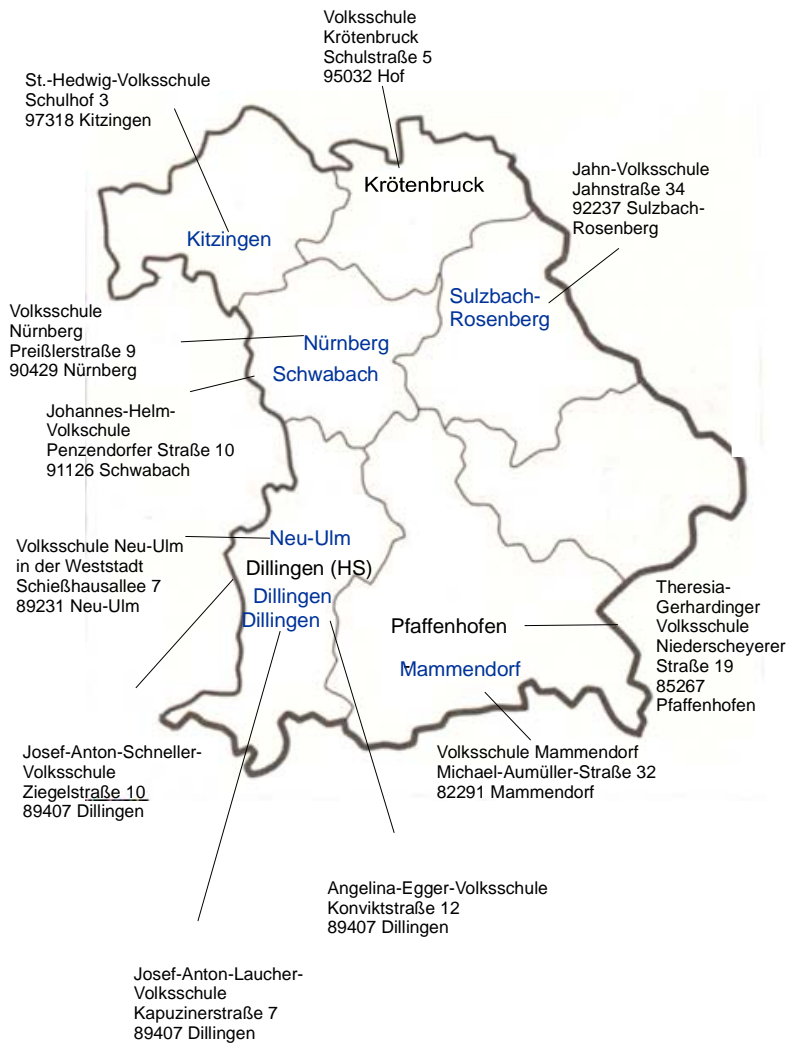 Volksschule
Krötenbruck
Schulstraße 5
95032 Hof
St.-Hedwig-Volksschule
Schulhof 3
97318 Kitzingen
Krötenbruck
Jahn-Volksschule
Jahnstraße 34
92237 Sulzbach-
Rosenberg
Kitzingen
Sulzbach-
Rosenberg
Volksschule
Nürnberg
Preißlerstraße 9
90429 Nürnberg
Nürnberg
Schwabach
Johannes-Helm-
Volkschule
Penzendorfer Straße 10
91126 Schwabach
Neu-Ulm
Volksschule Neu-Ulm
in der Weststadt
Schießhausallee 7
89231 Neu-Ulm
Dillingen (HS)
Dillingen
Dillingen
Pfaffenhofen
Mammendorf
Theresia-
Gerhardinger
Volksschule
Niederscheyerer
Straße 19
85267
Pfaffenhofen
Josef-Anton-Schneller-
Volksschule
Ziegelstraße 10
89407 Dillingen
Volksschule Mammendorf
Michael-Aumüller-Straße 32
82291 Mammendorf
Angelina-Egger-Volksschule
Konviktstraße 12
89407 Dillingen
Josef-Anton-Laucher-
Volksschule
Kapuzinerstraße 7
89407 Dillingen